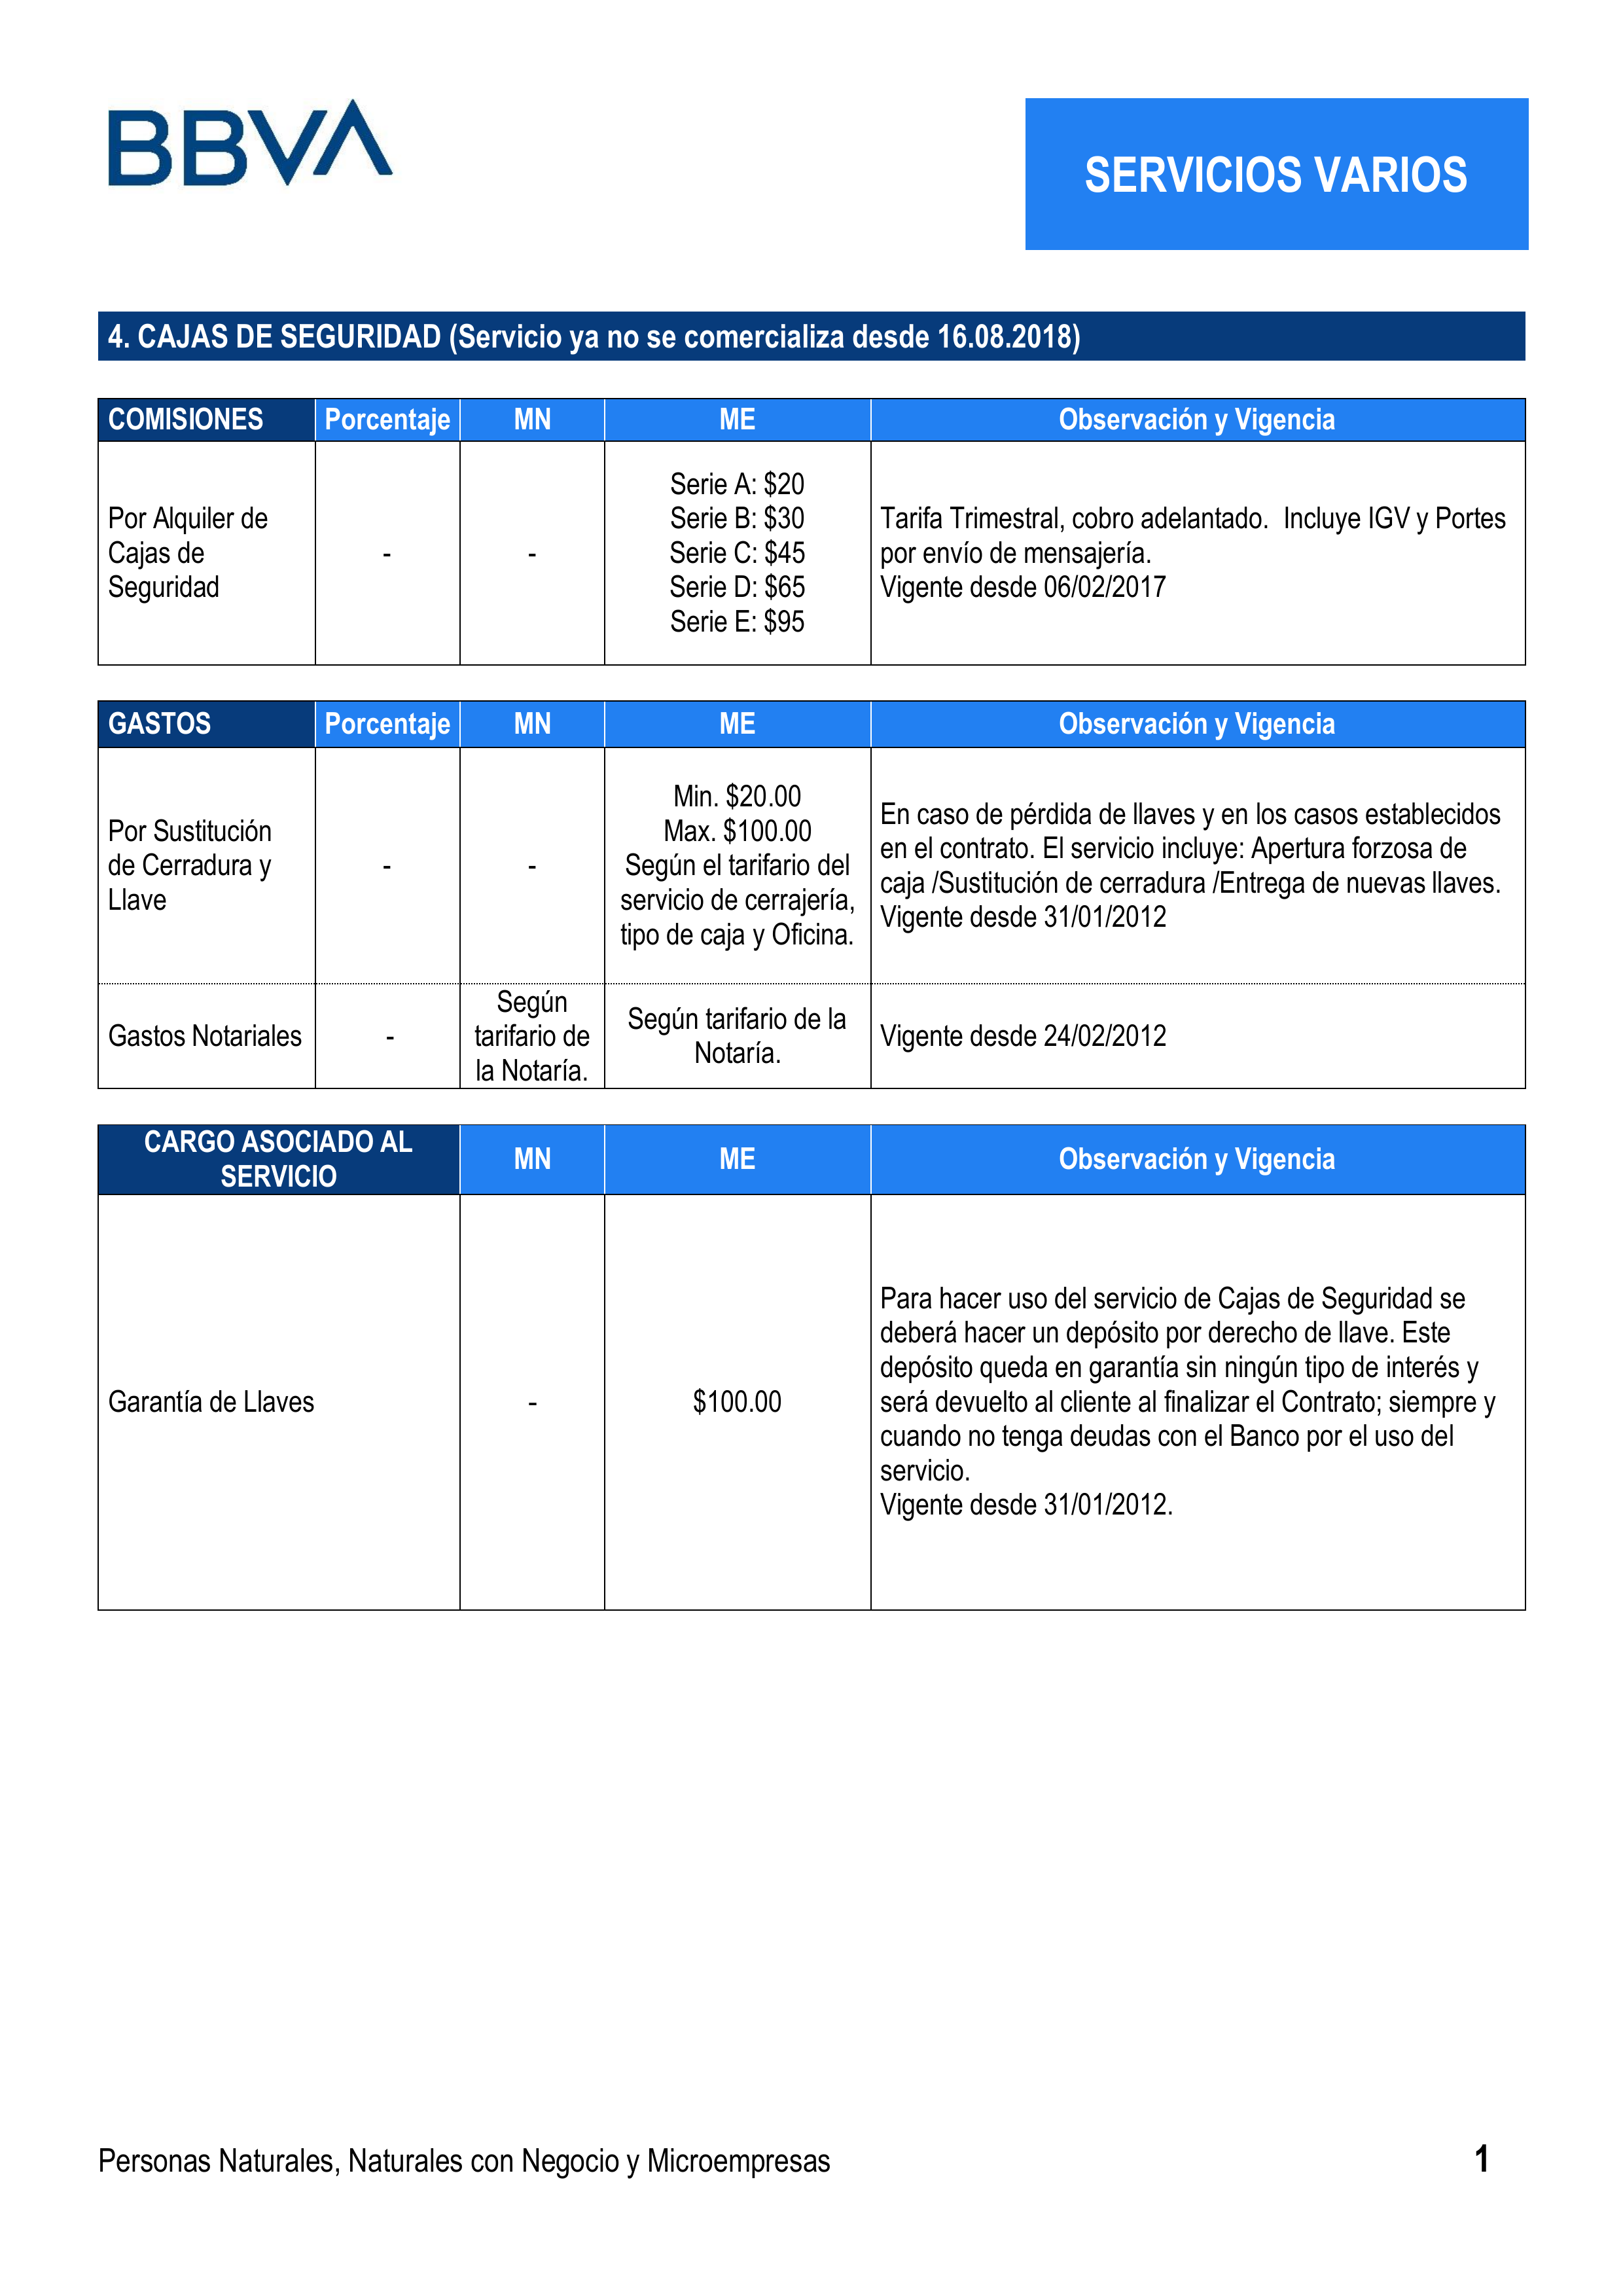 BBVA
SERVICIOS VARIOS
4. CAJAS DE SEGURIDAD (Servicio ya no se comercializa desde 16.08.2018)
COMISIONES Porcentaje MN ME Observación y Vigencia
Por Alquiler de
Cajas de
Seguridad
-
-
Serie A: $20
Serie B: $30
Serie C: $45
Serie D: $65
Serie E: $95
Tarifa Trimestral, cobro adelantado.  Incluye IGV y Portes
por envío de mensajería.
Vigente desde 06/02/2017
GASTOS Porcentaje MN ME Observación y Vigencia
Por Sustitución
de Cerradura y
Llave
-
-
Min. $20.00
Max. $100.00
Según el tarifario del
servicio de cerrajería,
tipo de caja y Oficina.
En caso de pérdida de llaves y en los casos establecidos
en el contrato. El servicio incluye: Apertura forzosa de
caja /Sustitución de cerradura /Entrega de nuevas llaves.
Vigente desde 31/01/2012
Gastos Notariales
-
Según
tarifario de
la Notaría.
Según tarifario de la
Notaría.
Vigente desde 24/02/2012
CARGO ASOCIADO AL
SERVICIO
MN ME Observación y Vigencia
Garantía de Llaves
-
$100.00
Para hacer uso del servicio de Cajas de Seguridad se
deberá hacer un depósito por derecho de llave. Este
depósito queda en garantía sin ningún tipo de interés y
será devuelto al cliente al finalizar el Contrato; siempre y
cuando no tenga deudas con el Banco por el uso del
servicio.
Vigente desde 31/01/2012.
Personas Naturales, Naturales con Negocio y Microempresas 1